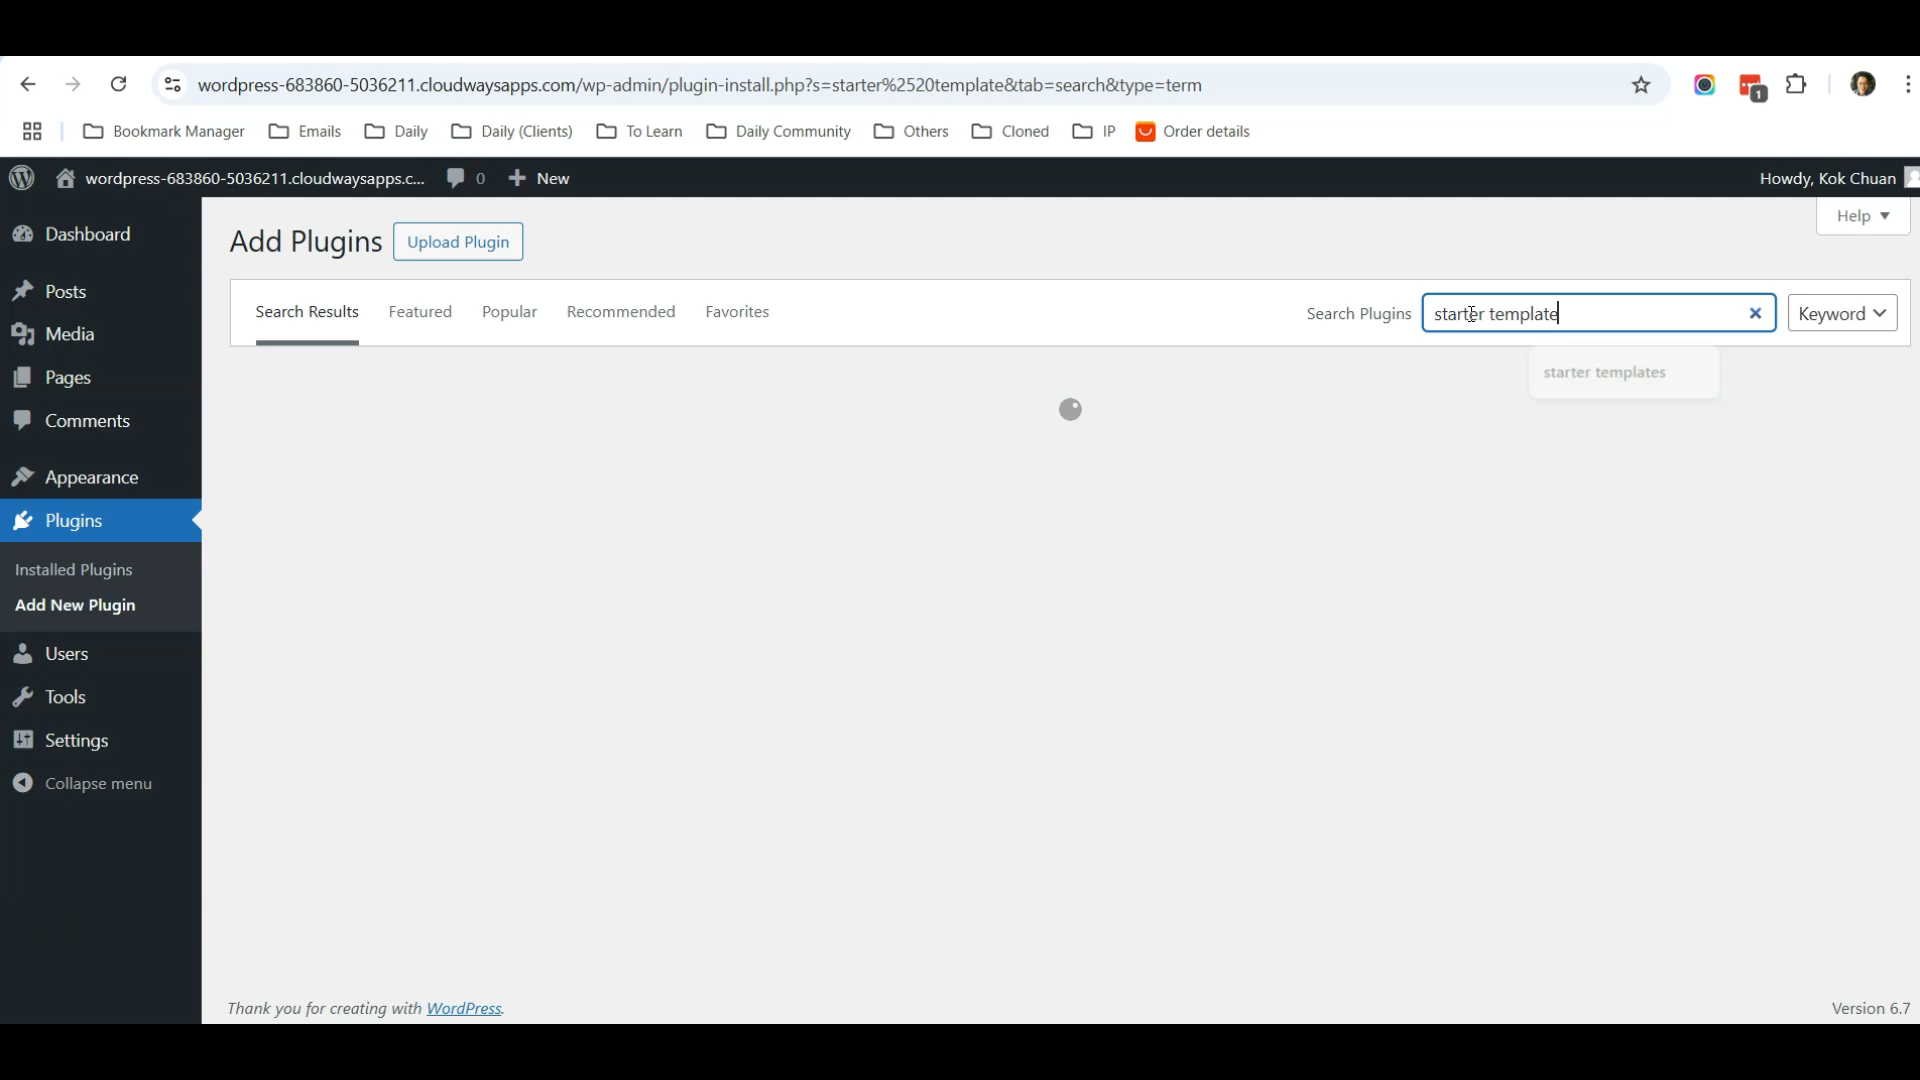 wordpress-683860-5036211.cloudwaysapps.com/wp-admin/plugin-install.php?s=starter%2520template&tab=search&type=term
1
Bookmark Manager Emails Daily Daily (Clients) To Learn Daily Community Others Cloned IP Order details
wordpress-683860-5036211.cloudwaysapps.c... 0 New Howdy, Kok Chuan
Help
Dashboard
Posts
Media
Pages
Comments
Appearance
Plugins
Installed Plugins
Add New Plugin
Users
Tools
Settings
Collapse menu
Add Plugins Upload Plugin
Search Results Featured Popular Recommended Favorites Search Plugins starter template Keyword
starter templates
Thank you for creating with WordPress. Version 6.7